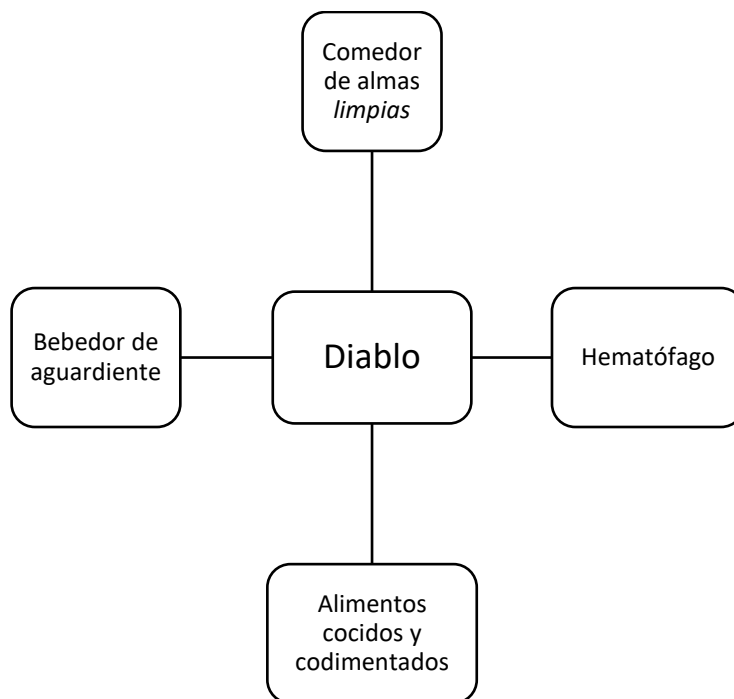 Comedor
de almas
limpias
Bebedor de
aguardiente
Diablo
Hematófago
Alimentos
cocidos y
codimentados